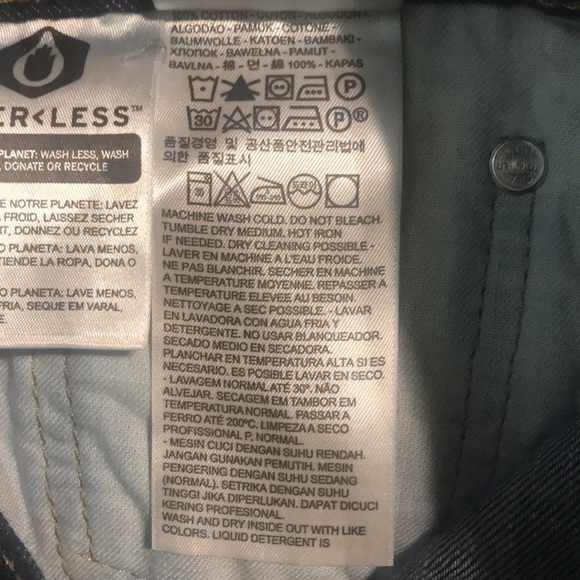 ER<LESS™
PLANET: WASH LESS, WASH
, DONATE OR RECYCLE
E NOTRE PLANETE: LAVEZ
FROID, LAISSEZ SECHER
IT, DONNEZ OU RECYCLEZ
O PLANETA: LAVA MENOS,
TIENDE LA ROPA, DONA O
O PLANETA: LAVE MENOS,
FRIA, SEQUE EM VARAL,
E.
100% COTTON - COTON -
ALGODÃO - PAMUK - COTONE -
BAUMWOLLE - KATOEN - BAMBAKI -
ХЛОПОК - BAWEŁNA - PAMUT -
BAVLNA - 棉 - 면 - 綿 100% - KAPAS
P
30 P®
품질경영 및 공산품안전관리법에
의한 품질표시
드라이
MACHINE WASH COLD. DO NOT BLEACH.
TUMBLE DRY MEDIUM. HOT IRON
IF NEEDED. DRY CLEANING POSSIBLE -
LAVER EN MACHINE A L'EAU FROIDE.
NE PAS BLANCHIR. SECHER EN MACHINE
A TEMPERATURE MOYENNE. REPASSER A
TEMPERATURE ELEVEE AU BESOIN.
NETTOYAGE A SEC POSSIBLE - LAVAR
EN LAVADORA CON AGUA FRIA Y
DETERGENTE. NO USAR BLANQUEADOR.
SECADO MEDIO EN SECADORA.
PLANCHAR EN TEMPERATURA ALTA SI ES
NECESARIO. ES POSIBLE LAVAR EN SECO.
- LAVAGEM NORMAL ATÉ 30°. NÃO
ALVEJAR. SECAGEM EM TAMBOR EM
TEMPERATURA NORMAL. PASSAR A
FERRO ATÉ 200°C. LIMPEZA A SECO
PROFISSIONAL P. NORMAL.
- MESIN CUCI DENGAN SUHU RENDAH.
JANGAN GUNAKAN PEMUTIH. MESIN
PENGERING DENGAN SUHU SEDANG
(NORMAL). SETRIKA DENGAN SUHU
TINGGI JIKA DIPERLUKAN. DAPAT DICUCI
KERING PROFESIONAL.
WASH AND DRY INSIDE OUT WITH LIKE
COLORS. LIQUID DETERGENT IS